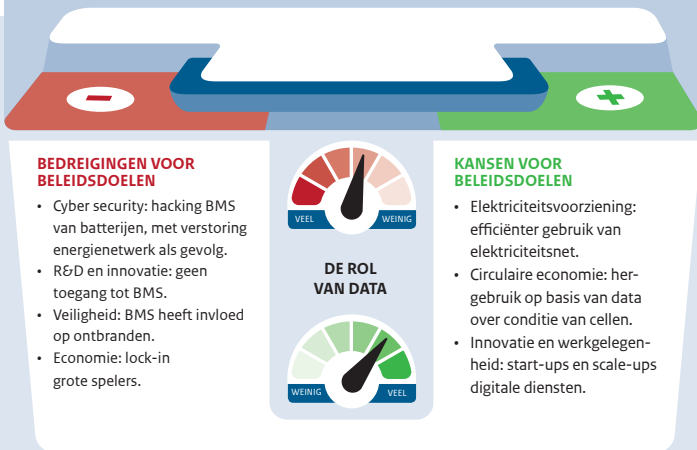 BEDREIGINGEN VOOR
BELEIDSDOELEN
• Cyber security: hacking BMS
van batterijen, met verstoring
energienetwerk als gevolg.
• R&D en innovatie: geen
toegang tot BMS.
• Veiligheid: BMS heeft invloed
op ontbranden.
• Economie: lock-in
grote spelers.
VEEL
WEINIG
DE ROL
VAN DATA
WEINIG
VEEL
KANSEN VOOR
BELEIDSDOELEN
• Elektriciteitsvoorziening:
efficiënter gebruik van
elektriciteitsnet.
• Circulaire economie: her-
gebruik op basis van data
over conditie van cellen.
• Innovatie en werkgelegen-
heid: start-ups en scale-ups
digitale diensten.